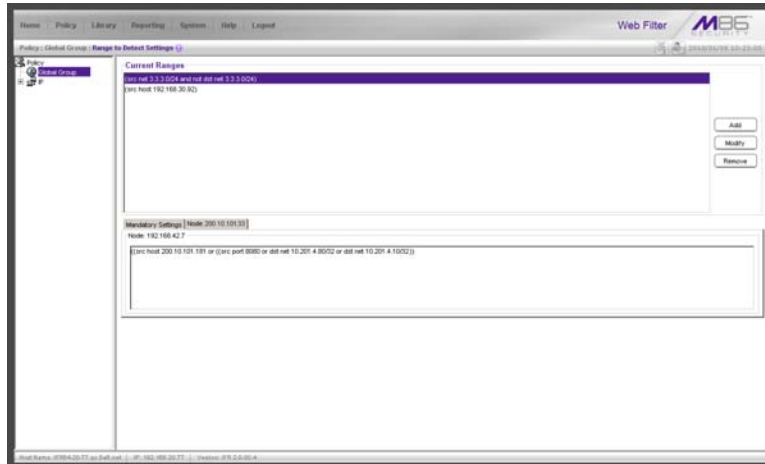 Home Policy Library Reporting System Help Logout
Web Filter
M86 SECURITY
Policy : Global Group : Range to Detect Settings
Policy
Global Group
IP
Current Ranges
(src net 3.3.3.0/24 and not dst net 3.3.3.0/24)
(src host 192.168.30.92)
Add
Modify
Remove
Mandatory Settings Node 200.10.101.33
Node: 192.168.42.7
((src host 200.10.101.191 or ((src port 8080 or dst net 10.201.4.80/32 or dst net 10.201.4.10/32))